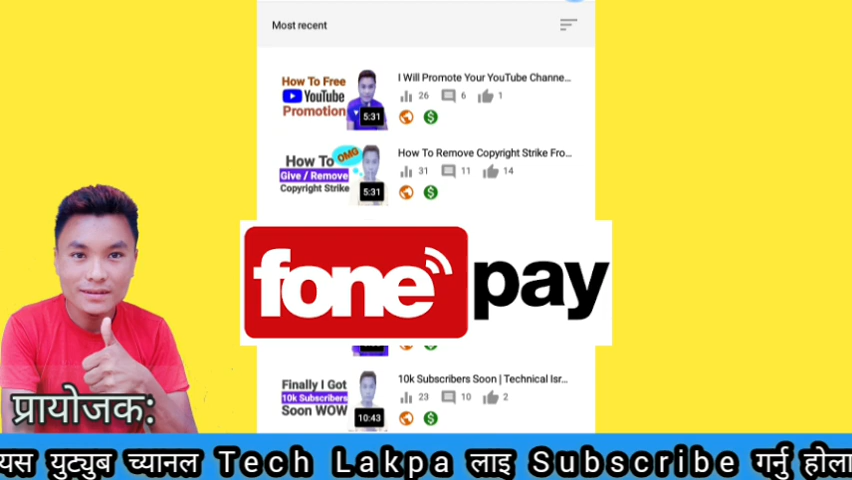 Most recent
How To Free
YouTube
Promotion
5:31
I Will Promote Your YouTube Channe...
26 6 1
How To OMG
Give / Remove
Copyright Strike
5:31
How To Remove Copyright Strike Fro...
31 11 14
fone pay
Finally I Got
10k Subscribers
Soon WOW
10:43
10k Subscribers Soon | Technical Isr...
23 10 2
प्रायोजक:
यस युट्युब च्यानल Tech Lakpa लाइ Subscribe गर्नु होला